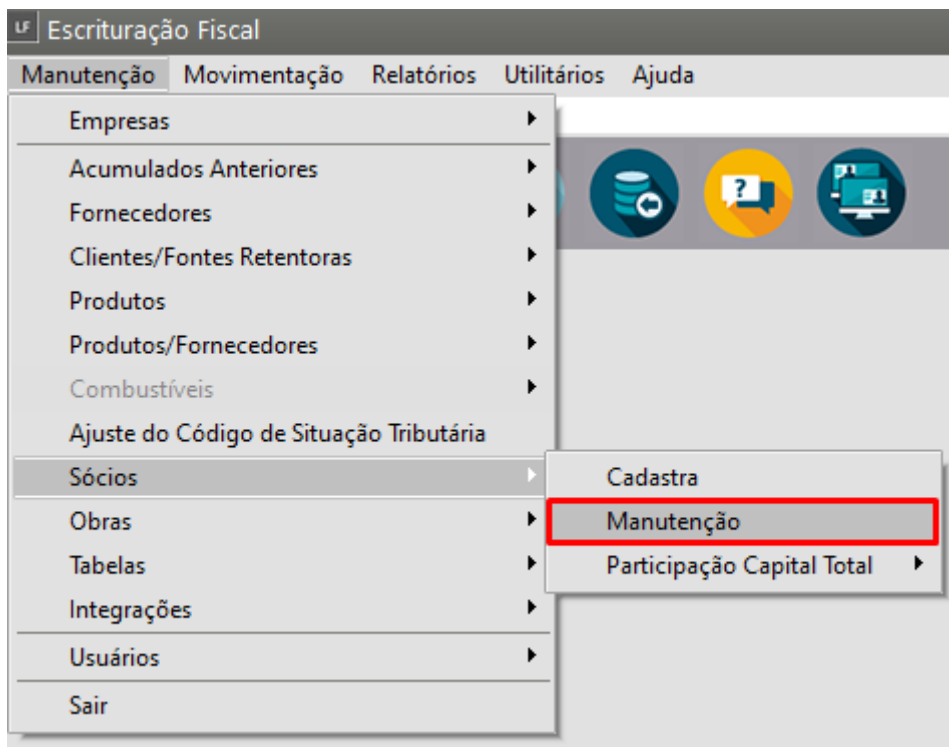 LF Escrituração Fiscal
Manutenção Movimentação Relatórios Utilitários Ajuda
Empresas
Acumulados Anteriores
Fornecedores
Clientes/Fontes Retentoras
?
Produtos
Produtos/Fornecedores
Combustíveis
Ajuste do Código de Situação Tributária
Sócios
Obras
Tabelas
Integrações
Usuários
Sair
Cadastra
Manutenção
Participação Capital Total